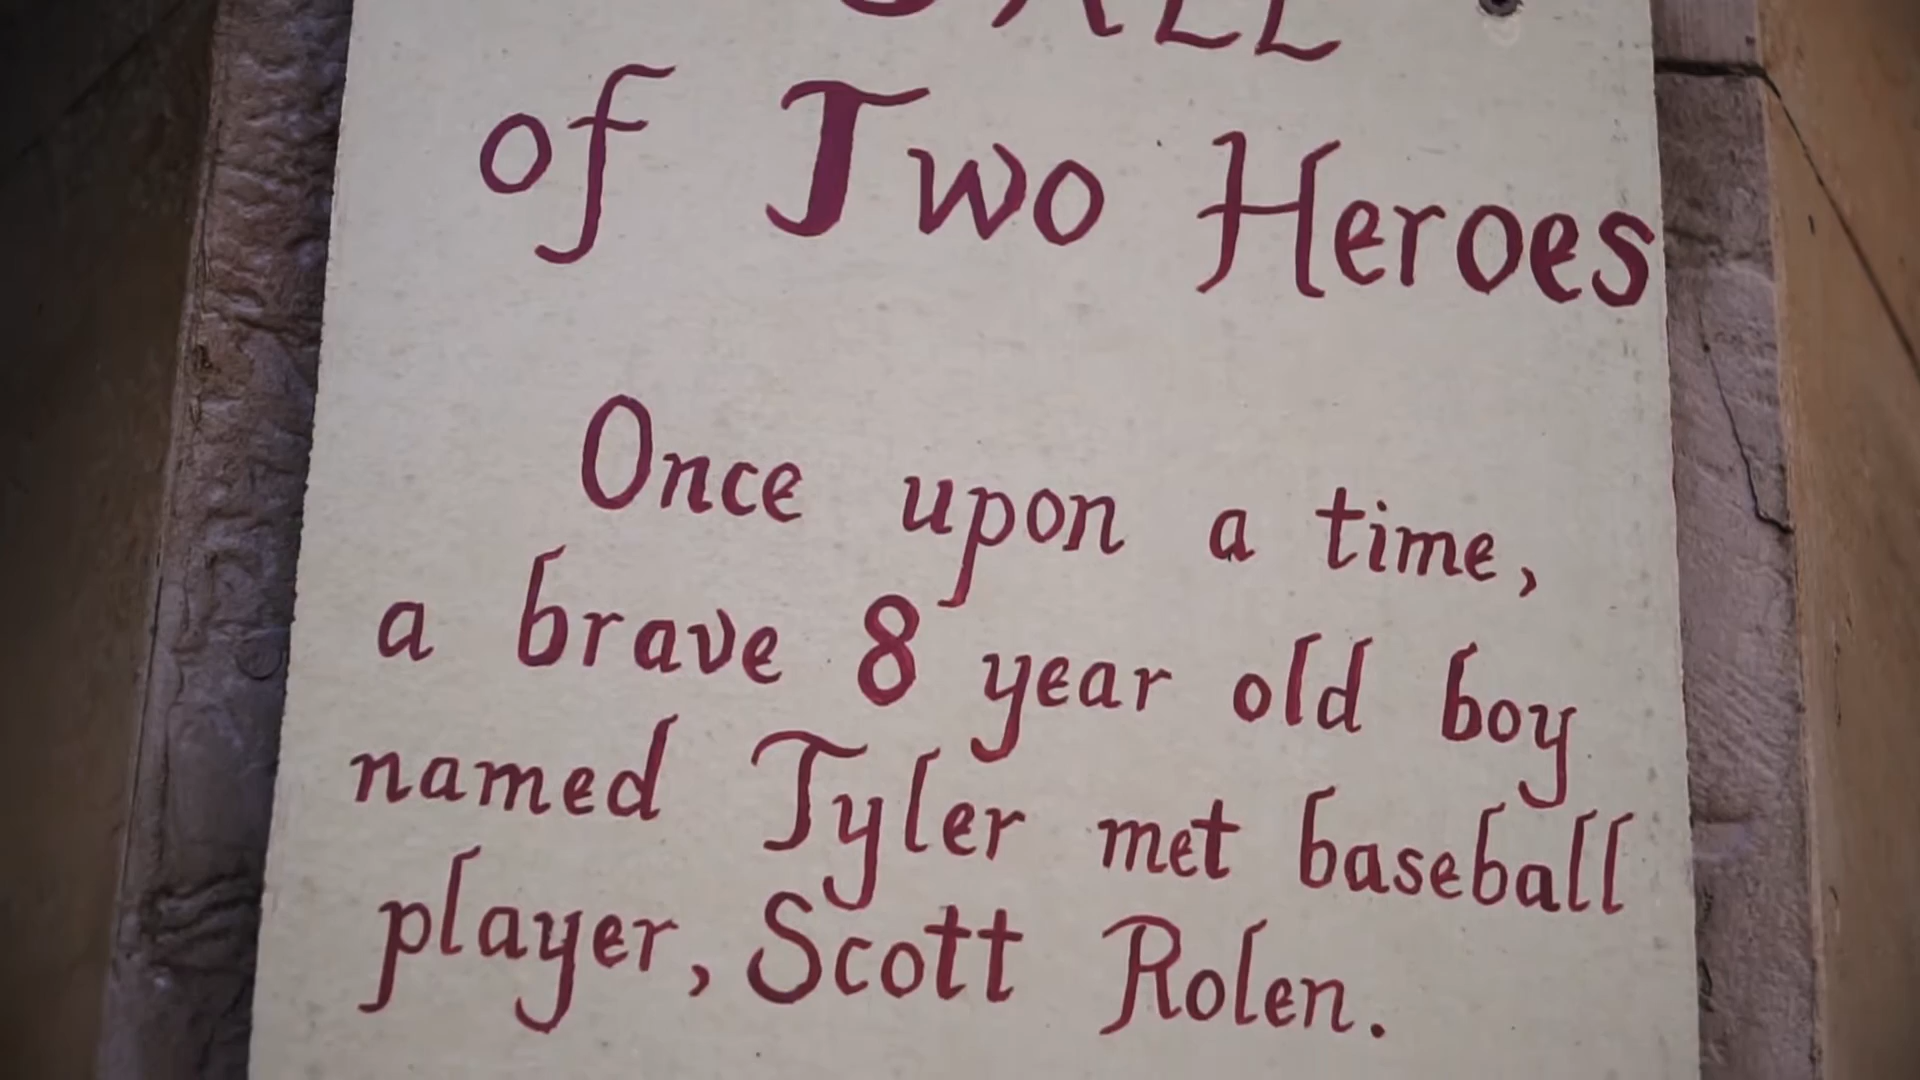 of Two Heroes
Once upon a time,
a brave 8 year old boy
named Tyler met baseball
player, Scott Rolen.